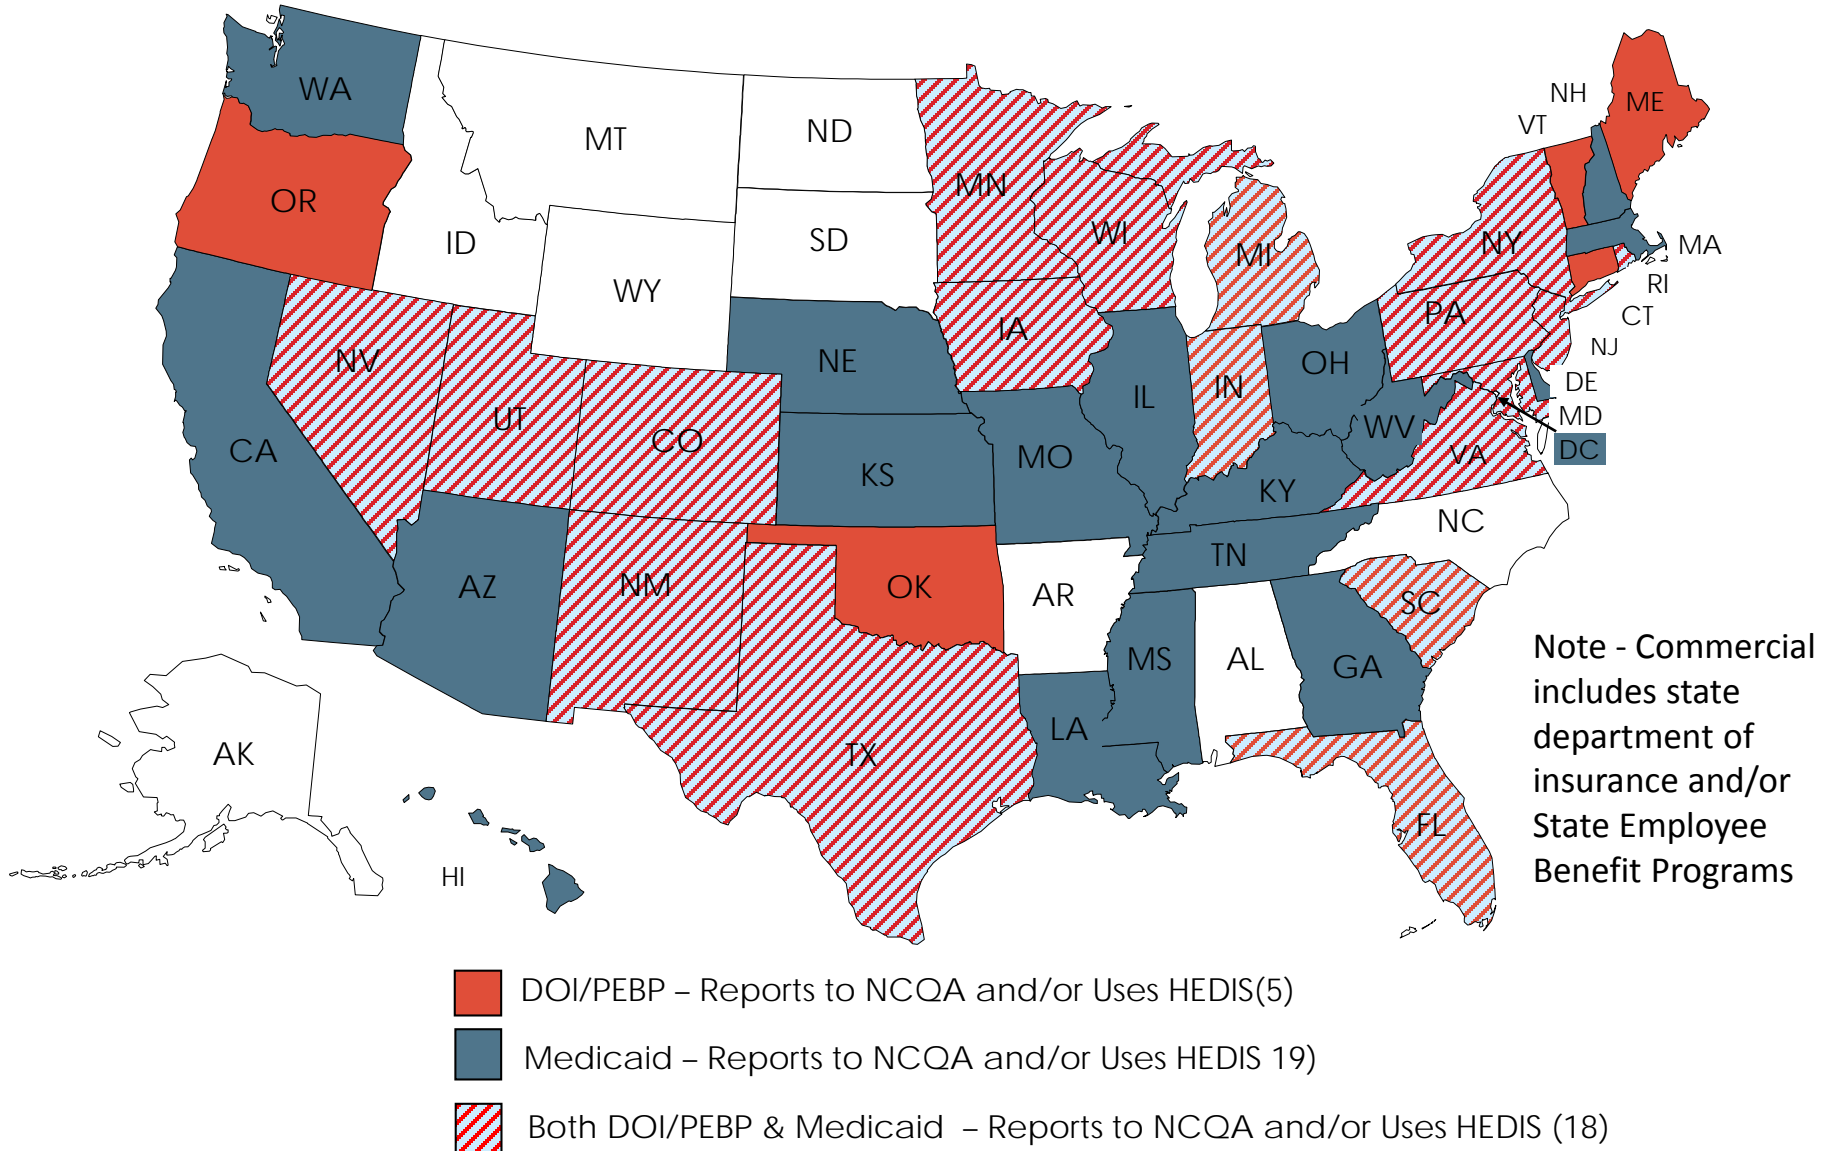 NH
ME
WA
VT
ND
MT
MN
OR
WI
SD
ID
NY
MA
MI
WY
RI
PA
CT
IA
NJ
NV
NE
OH
DE
IN
IL
MD
UT
WV
CO
DC
CA
MO
VA
KS
KY
NC
TN
AZ
NM
OK
AR
SC
Note - Commercial
includes state
department of
insurance and/or
State Employee
Benefit Programs
MS
AL
GA
LA
AK
TX
FL
HI
DOI/PEBP – Reports to NCQA and/or Uses HEDIS(5)
Medicaid – Reports to NCQA and/or Uses HEDIS 19)
Both DOI/PEBP & Medicaid – Reports to NCQA and/or Uses HEDIS (18)